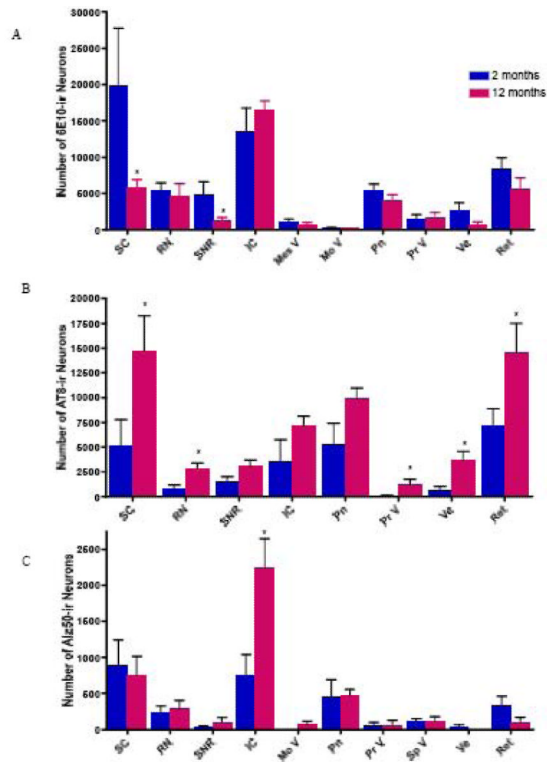 A
Number of 6E10-ir Neurons
30000
25000
20000
15000
10000
5000
0
2 months
12 months
*
*
SC
RN
SNR
IC
Mes V
Mo V
Pn
Pr V
Ve
Ret
B
Number of AT8-ir Neurons
20000
17500
15000
12500
10000
7500
5000
2500
0
*
*
*
*
*
SC
RN
SNR
IC
Pn
Pr V
Ve
Ret
C
Number of Alz50-ir Neurons
2500
2000
1500
1000
500
0
*
SC
RN
SNR
IC
Mo V
Pn
Pr V
Sp V
Ve
Ret